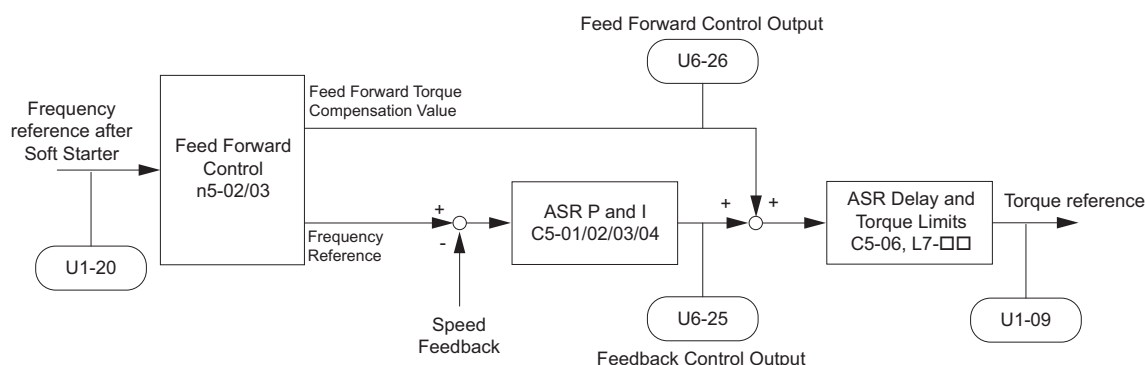 Feed Forward Control Output
U6-26
Feed Forward Torque
Compensation Value
Frequency
reference after
Soft Starter
Feed Forward
Control
n5-02/03
U1-20
Frequency
Reference
+
-
Speed
Feedback
ASR P and I
C5-01/02/03/04
+
+
U6-25
Feedback Control Output
ASR Delay and
Torque Limits
C5-06, L7-□□
Torque reference
U1-09